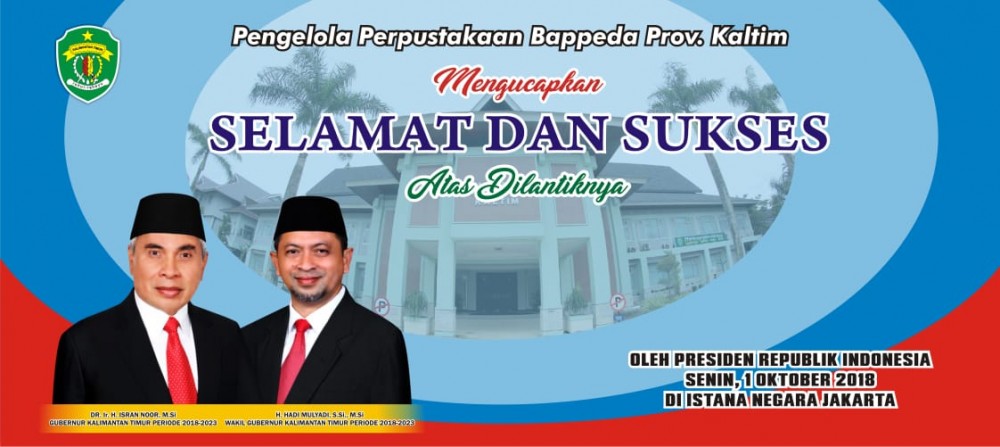 Pengelola Perpustakaan Bappeda Prov. Kaltim
Mengucapkan
SELAMAT DAN SUKSES
Atas Dilantiknya
KALTIM
OLEH PRESIDEN REPUBLIK INDONESIA
SENIN, 1 OKTOBER 2018
DI ISTANA NEGARA JAKARTA
DR. Ir. H. ISRAN NOOR, M.Si
GUBERNUR KALIMANTAN TIMUR PERIODE 2018-2023
H. HADI MULYADI, S.Si., M.Si
WAKIL GUBERNUR KALIMANTAN TIMUR PERIODE 2018-2023